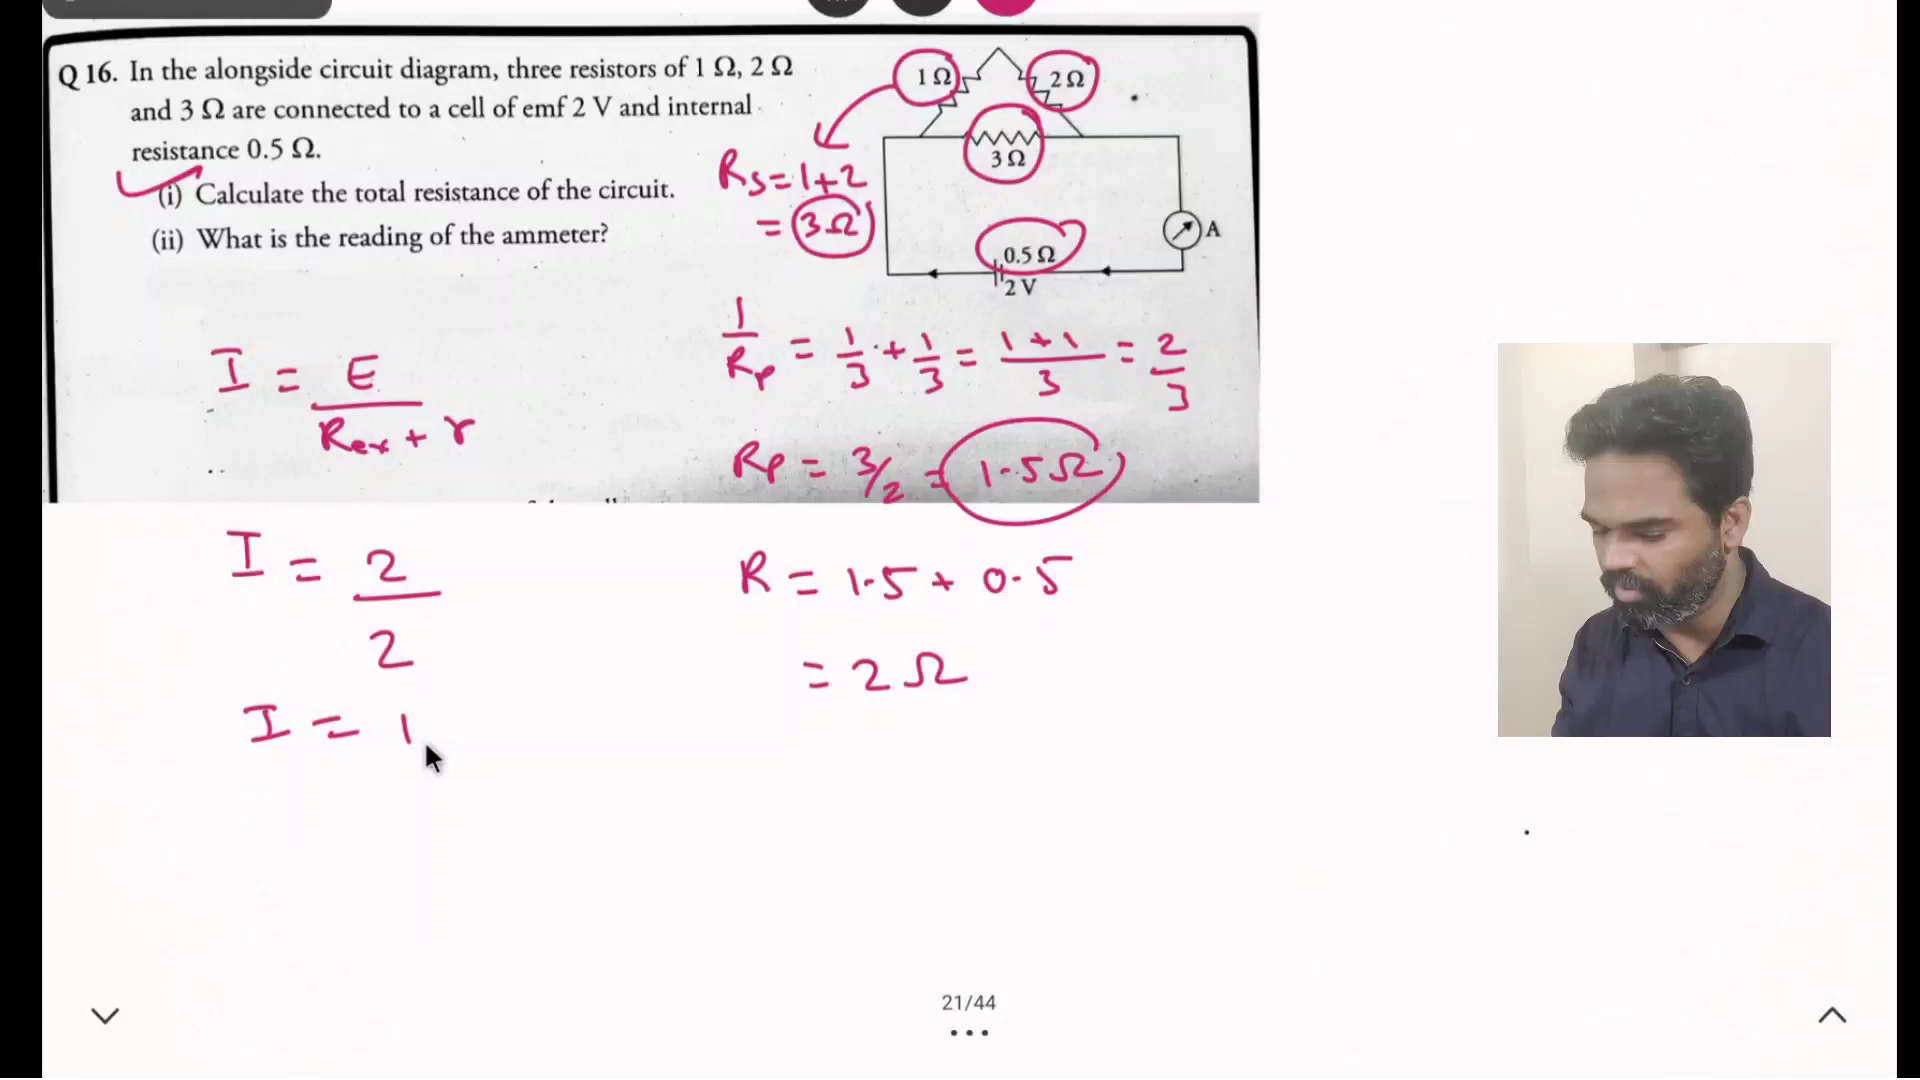 Q 16. In the alongside circuit diagram, three resistors of 1 Ω, 2 Ω
and 3 Ω are connected to a cell of emf 2 V and internal
resistance 0.5 Ω.
(i) Calculate the total resistance of the circuit.
(ii) What is the reading of the ammeter?
1 Ω
2 Ω
3 Ω
A
0.5 Ω
2 V
Rs = 1+2
= 3Ω
1/Rp = 1/3 + 1/3 = 1+1/3 = 2/3
Rp = 3/2 = 1.5Ω
R = 1.5 + 0.5
= 2 Ω
I = E/Rex + r
I = 2/2
I = 1
21/44